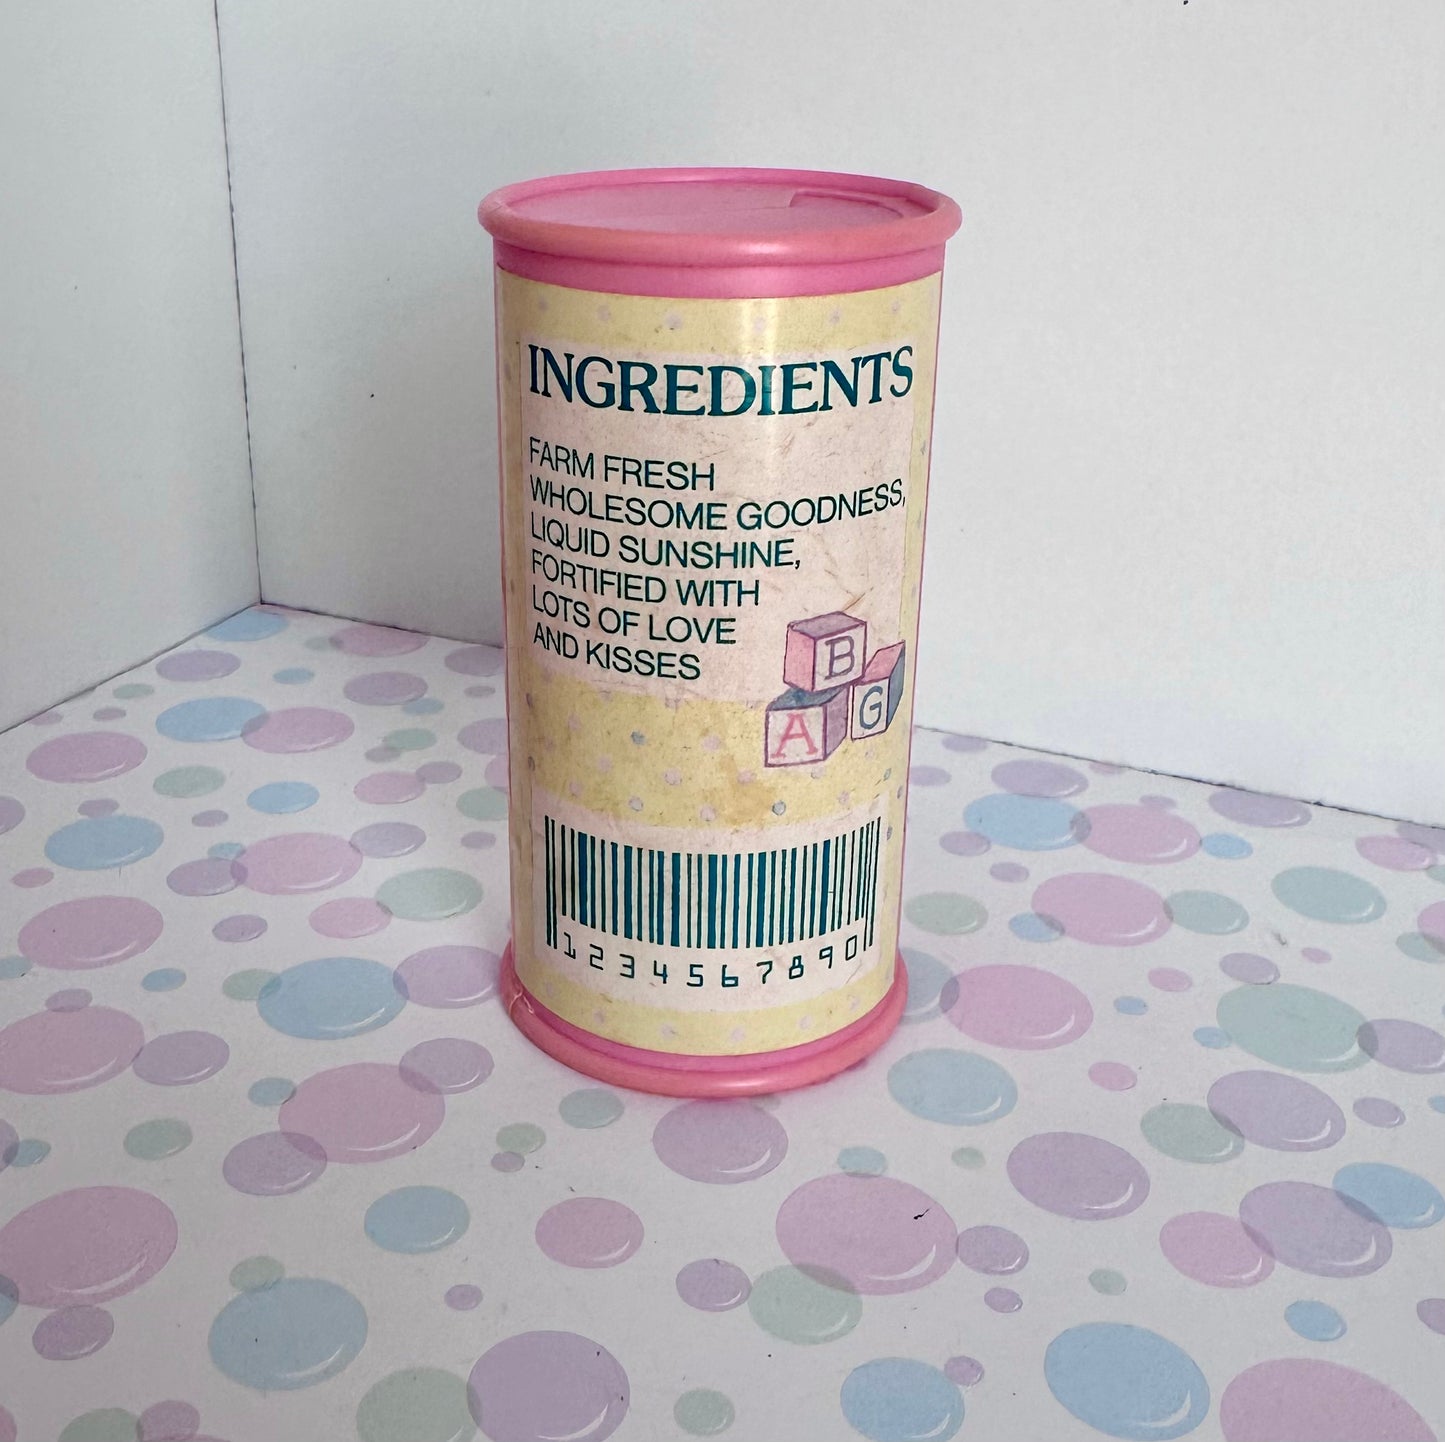 INGREDIENTS
FARM FRESH
WHOLESOME GOODNESS,
LIQUID SUNSHINE,
FORTIFIED WITH
LOTS OF LOVE
AND KISSES
B
A G
1234567890